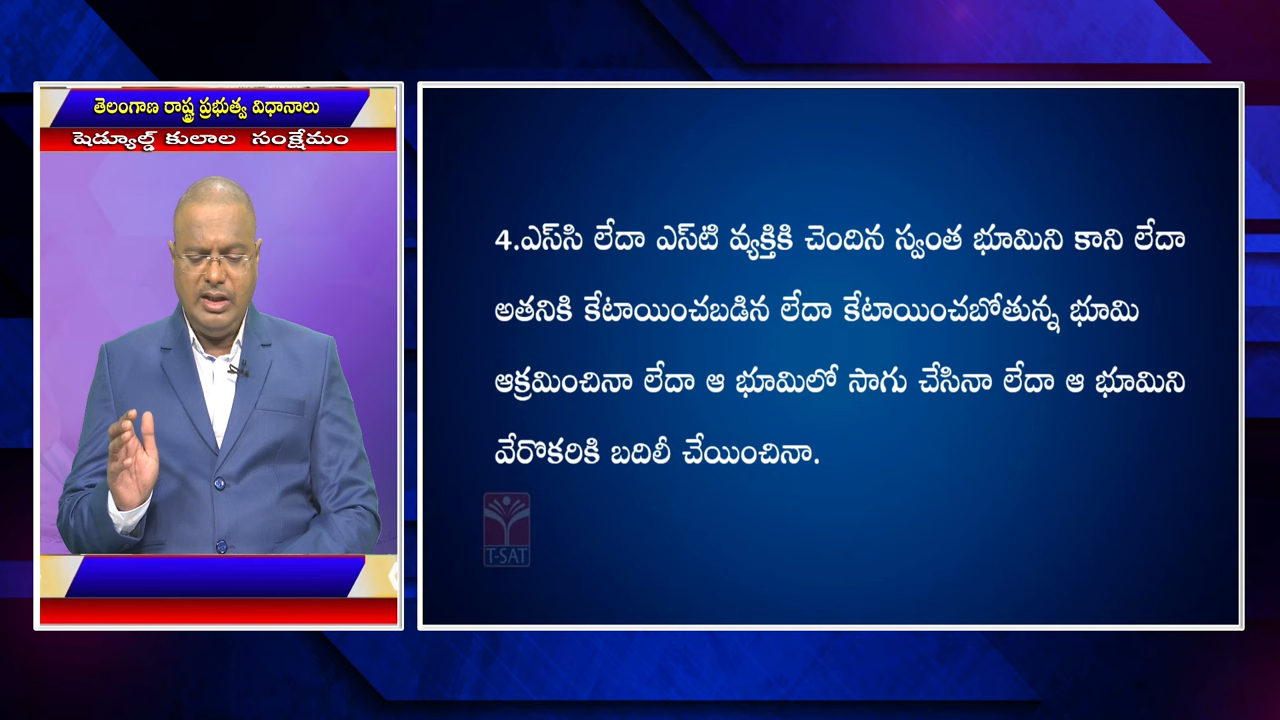 తెలంగాణ రాష్ట్ర ప్రభుత్వ విధానాలు
షెడ్యూల్డ్ కులాల సంక్షేమం
4.ఎస్‌సి లేదా ఎస్‌టి వ్యక్తికి చెందిన స్వంత భూమిని కాని లేదా
అతనికి కేటాయించబడిన లేదా కేటాయించబోతున్న భూమి
ఆక్రమించినా లేదా ఆ భూమిలో సాగు చేసినా లేదా ఆ భూమిని
వేరొకరికి బదిలీ చేయించినా.
T-SAT